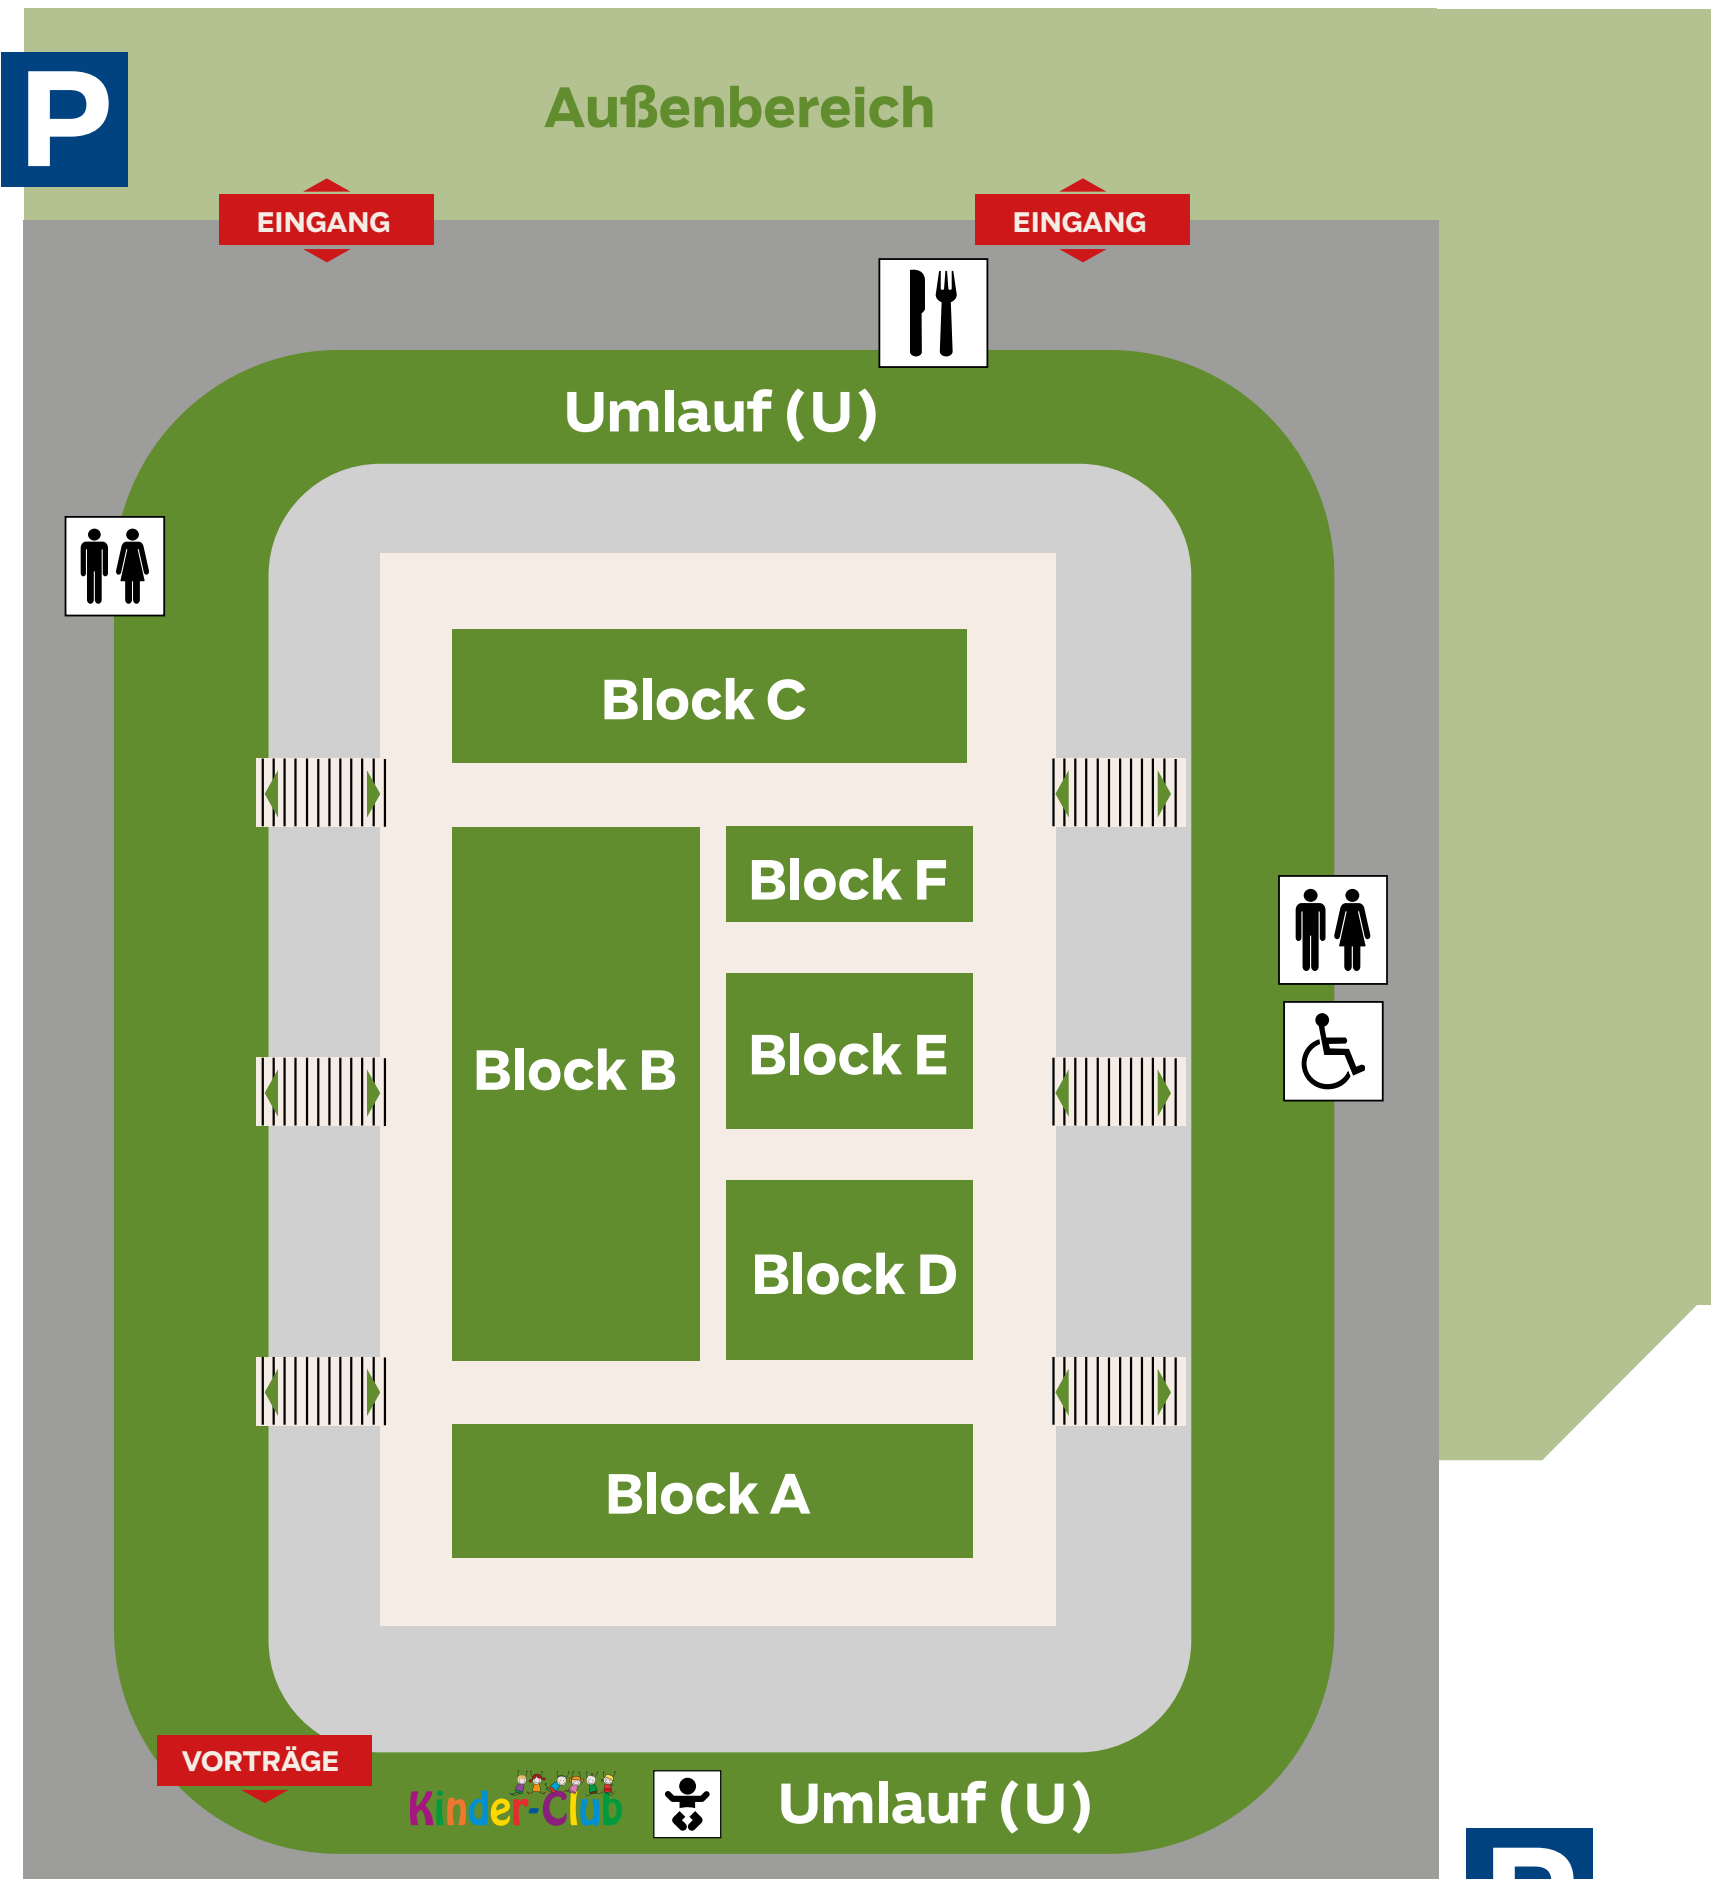 P
Außenbereich
EINGANG
EINGANG
Umlauf (U)
Block C
Block F
Block B
Block E
Block D
Block A
VORTRÄGE
Kinder-Club
Umlauf (U)
P